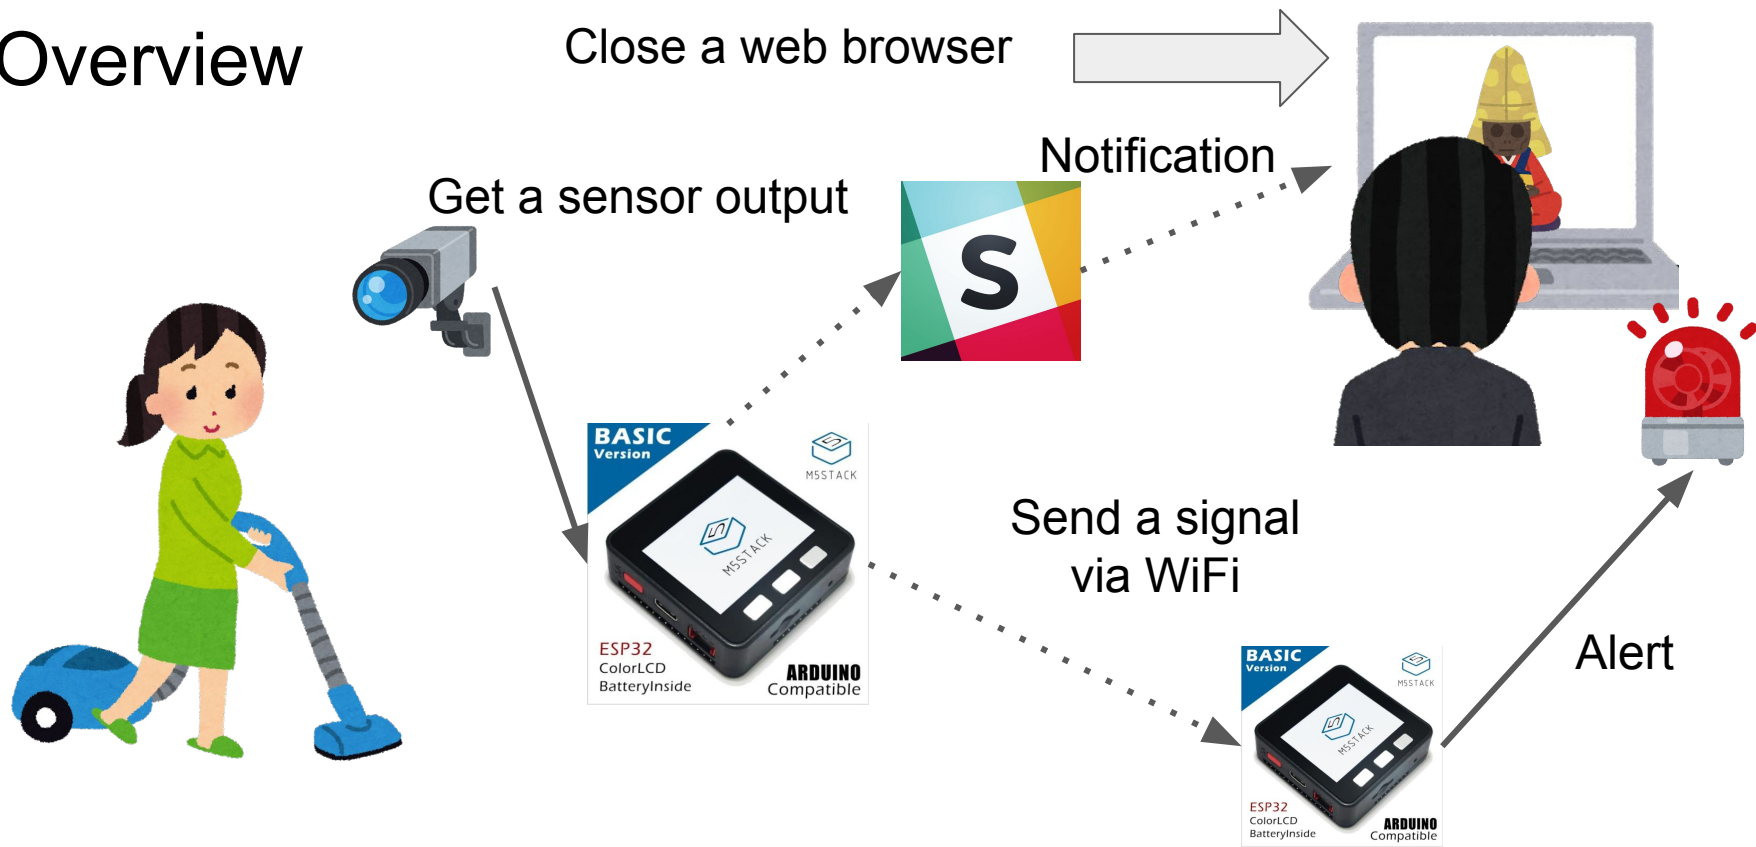 Overview
Close a web browser
Notification
Get a sensor output
S
BASIC
Version
M5STACK
M5STACK
ESP32
ColorLCD
BatteryInside
ARDUINO
Compatible
Send a signal
via WiFi
Alert
BASIC
Version
M5STACK
M5STACK
ESP32
ColorLCD
BatteryInside
ARDUINO
Compatible